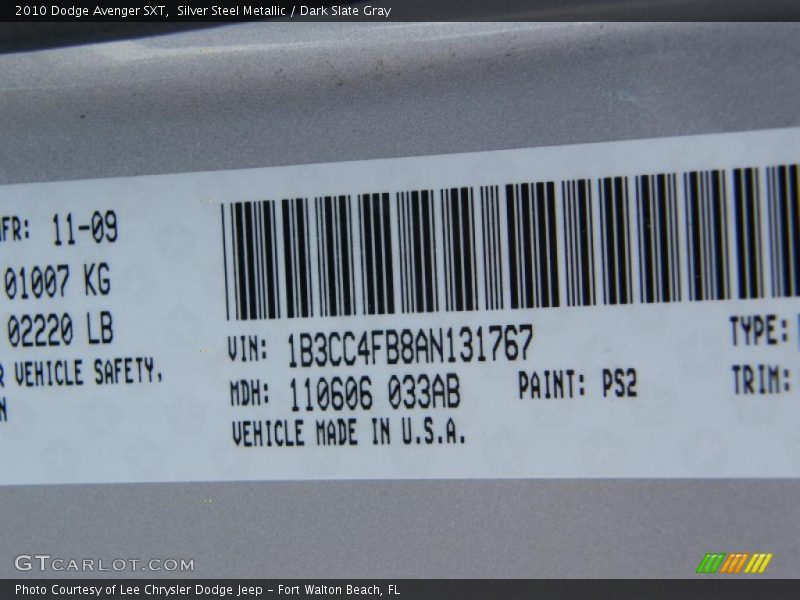 2010 Dodge Avenger SXT,  Silver Steel Metallic / Dark Slate Gray
FR: 11-09
01007 KG
02220 LB
R VEHICLE SAFETY,
N
VIN: 1B3CC4FB8AN131767
MDH: 110606 033AB
PAINT: PS2
VEHICLE MADE IN U.S.A.
TYPE:
TRIM:
GTCARLOT.COM
Photo Courtesy of Lee Chrysler Dodge Jeep – Fort Walton Beach, FL